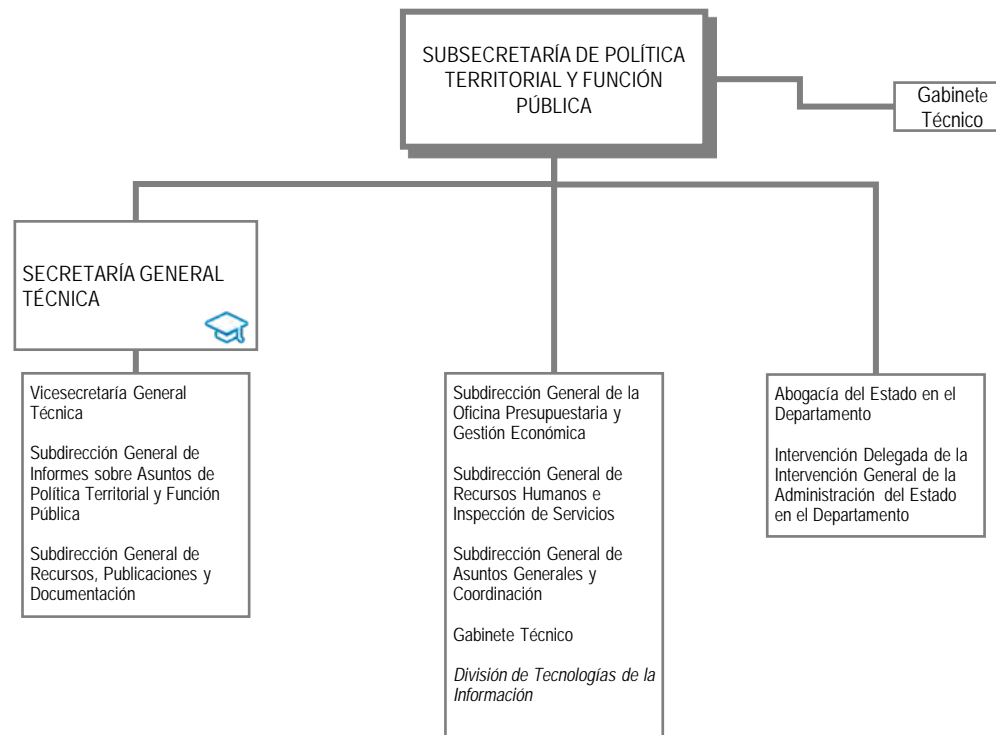 SUBSECRETARÍA DE POLÍTICA
TERRITORIAL Y FUNCIÓN
PÚBLICA
Gabinete
Técnico
SECRETARÍA GENERAL
TÉCNICA
Vicesecretaría General
Técnica
Subdirección General de
Informes sobre Asuntos de
Política Territorial y Función
Pública
Subdirección General de
Recursos, Publicaciones y
Documentación
Subdirección General de la
Oficina Presupuestaria y
Gestión Económica
Subdirección General de
Recursos Humanos e
Inspección de Servicios
Subdirección General de
Asuntos Generales y
Coordinación
Gabinete Técnico
División de Tecnologías de la
Información
Abogacía del Estado en el
Departamento
Intervención Delegada de la
Intervención General de la
Administración del Estado
en el Departamento